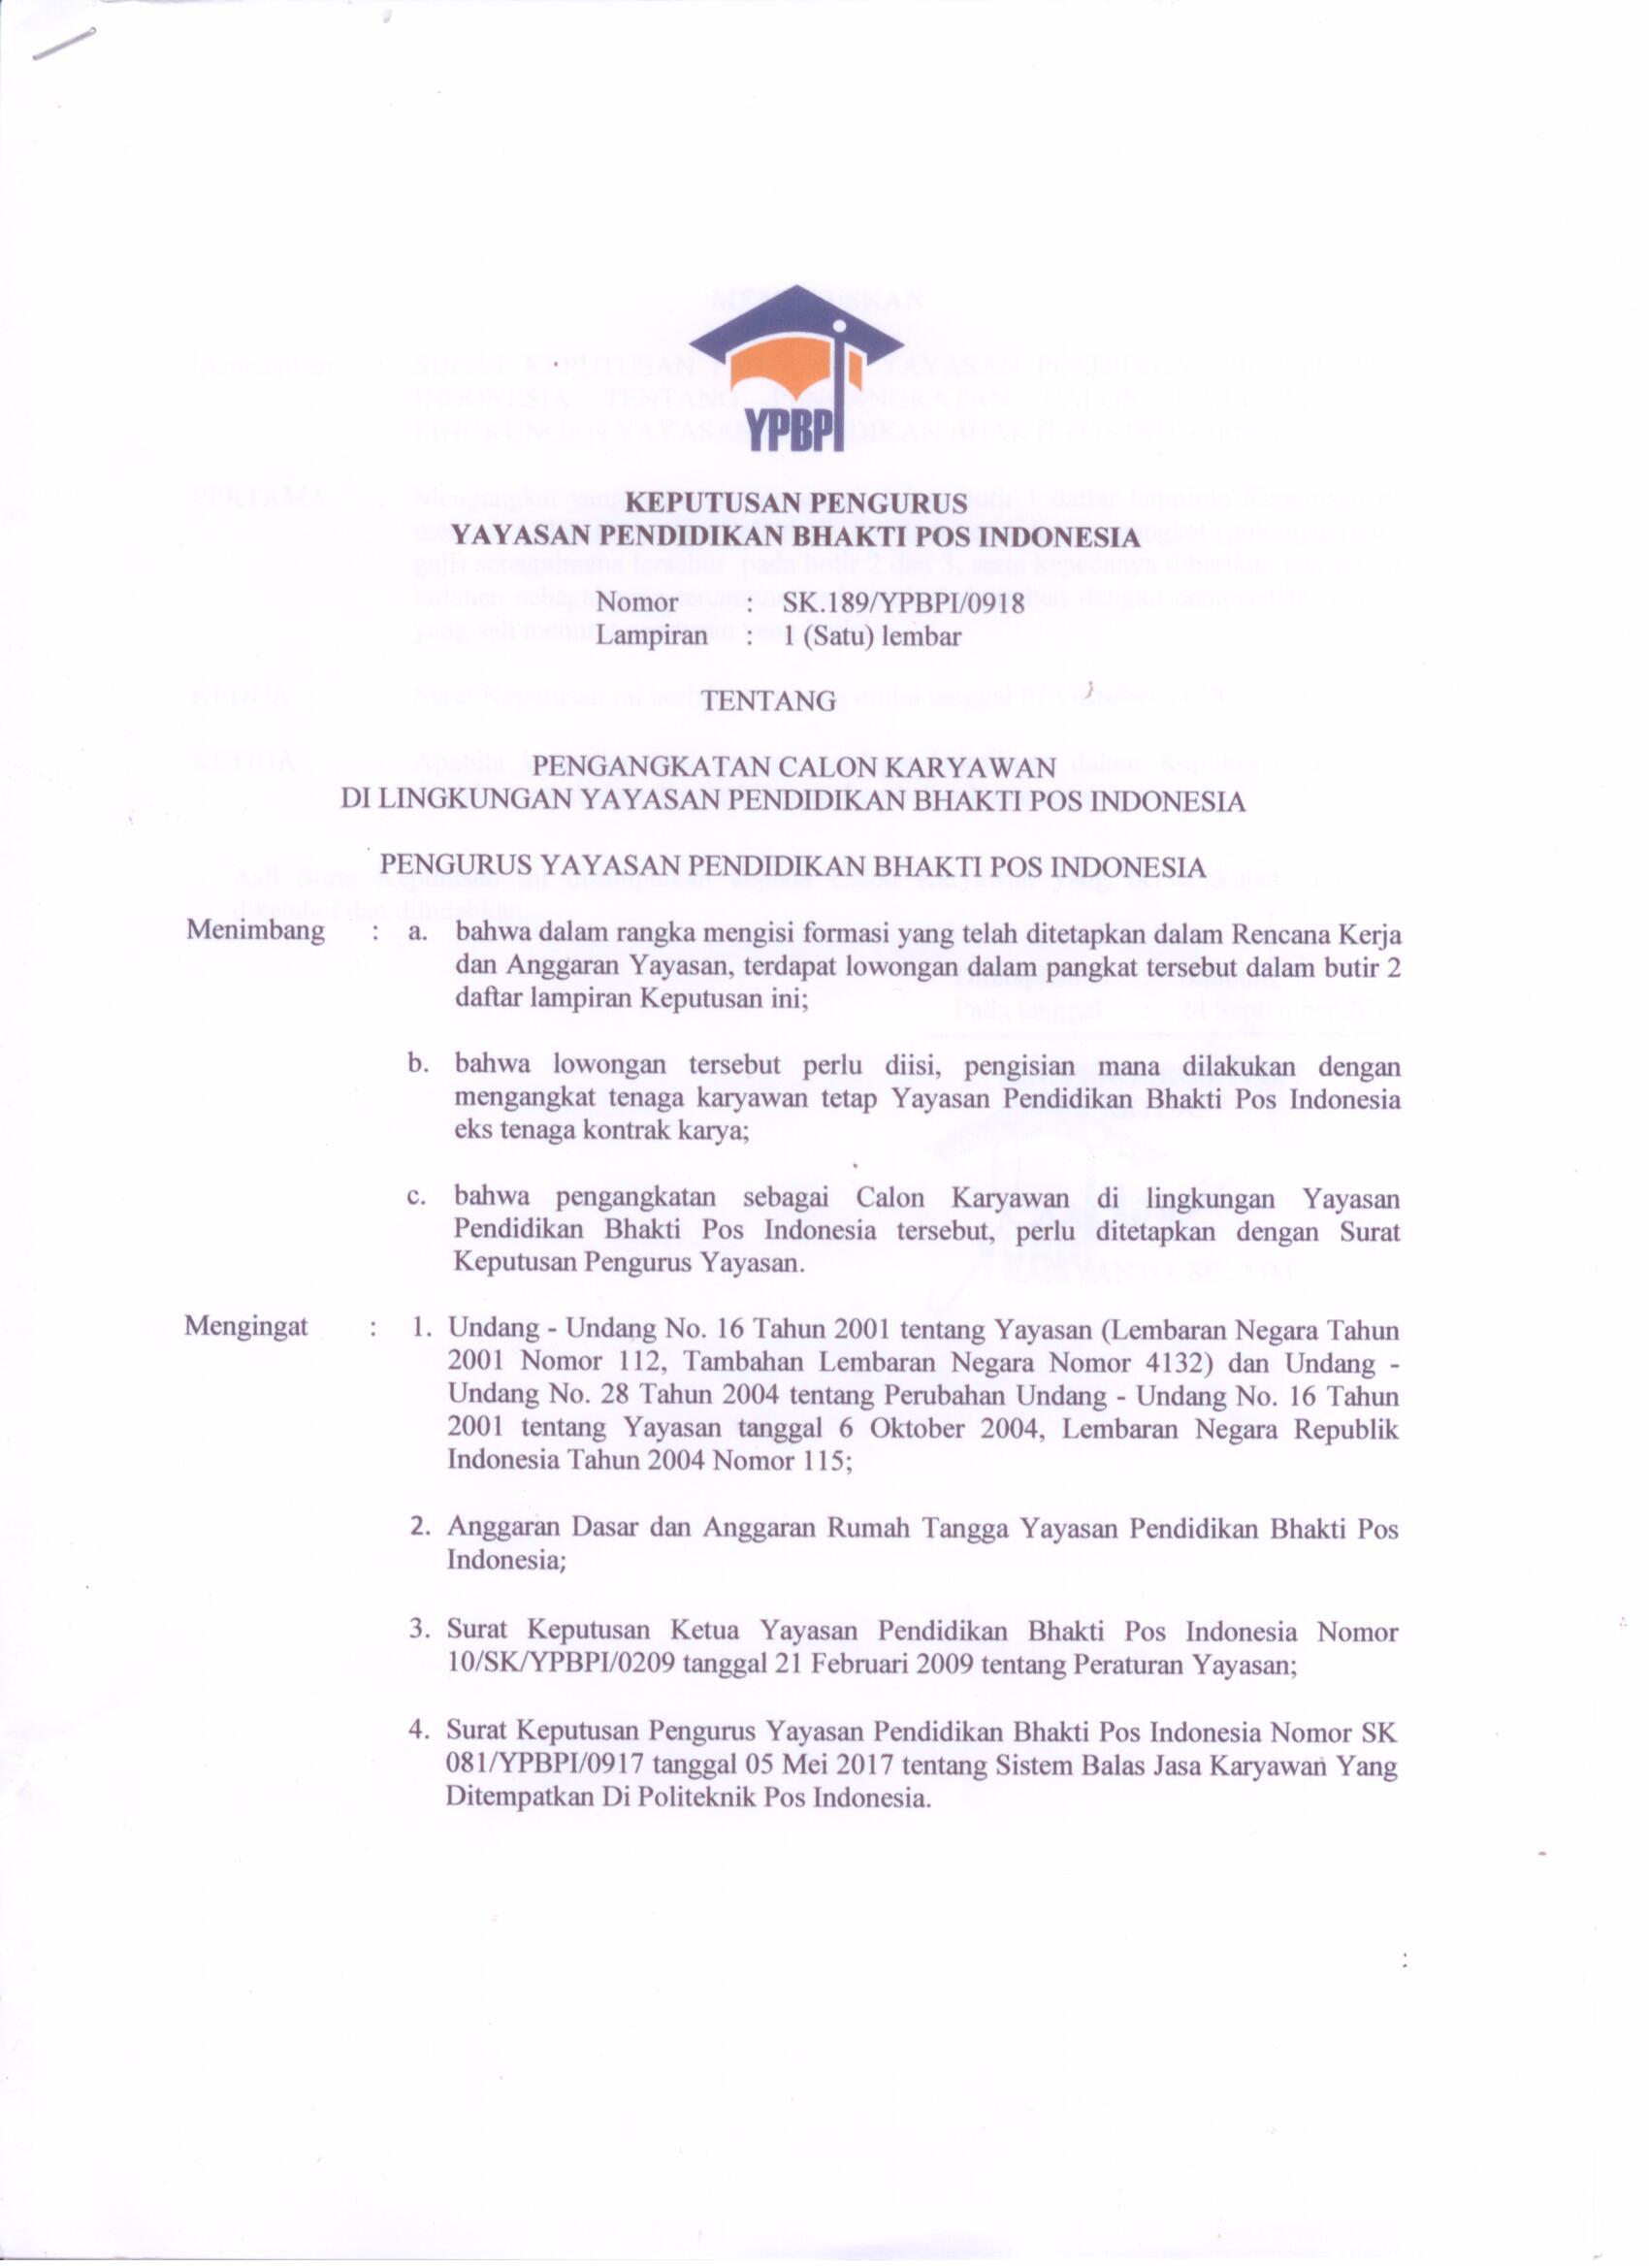 YPBPI
KEPUTUSAN PENGURUS
YAYASAN PENDIDIKAN BHAKTI POS INDONESIA
Nomor : SK.189/YPBPI/0918
Lampiran : 1 (Satu) lembar
TENTANG
PENGANGKATAN CALON KARYAWAN
DI LINGKUNGAN YAYASAN PENDIDIKAN BHAKTI POS INDONESIA
PENGURUS YAYASAN PENDIDIKAN BHAKTI POS INDONESIA
Menimbang : a. bahwa dalam rangka mengisi formasi yang telah ditetapkan dalam Rencana Kerja
dan Anggaran Yayasan, terdapat lowongan dalam pangkat tersebut dalam butir 2
daftar lampiran Keputusan ini;
b. bahwa lowongan tersebut perlu diisi, pengisian mana dilakukan dengan
mengangkat tenaga karyawan tetap Yayasan Pendidikan Bhakti Pos Indonesia
eks tenaga kontrak karya;
c. bahwa pengangkatan sebagai Calon Karyawan di lingkungan Yayasan
Pendidikan Bhakti Pos Indonesia tersebut, perlu ditetapkan dengan Surat
Keputusan Pengurus Yayasan.
Mengingat : 1. Undang - Undang No. 16 Tahun 2001 tentang Yayasan (Lembaran Negara Tahun
2001 Nomor 112, Tambahan Lembaran Negara Nomor 4132) dan Undang -
Undang No. 28 Tahun 2004 tentang Perubahan Undang - Undang No. 16 Tahun
2001 tentang Yayasan tanggal 6 Oktober 2004, Lembaran Negara Republik
Indonesia Tahun 2004 Nomor 115;
2. Anggaran Dasar dan Anggaran Rumah Tangga Yayasan Pendidikan Bhakti Pos
Indonesia;
3. Surat Keputusan Ketua Yayasan Pendidikan Bhakti Pos Indonesia Nomor
10/SK/YPBPI/0209 tanggal 21 Februari 2009 tentang Peraturan Yayasan;
4. Surat Keputusan Pengurus Yayasan Pendidikan Bhakti Pos Indonesia Nomor SK
081/YPBPI/0917 tanggal 05 Mei 2017 tentang Sistem Balas Jasa Karyawan Yang
Ditempatkan Di Politeknik Pos Indonesia.